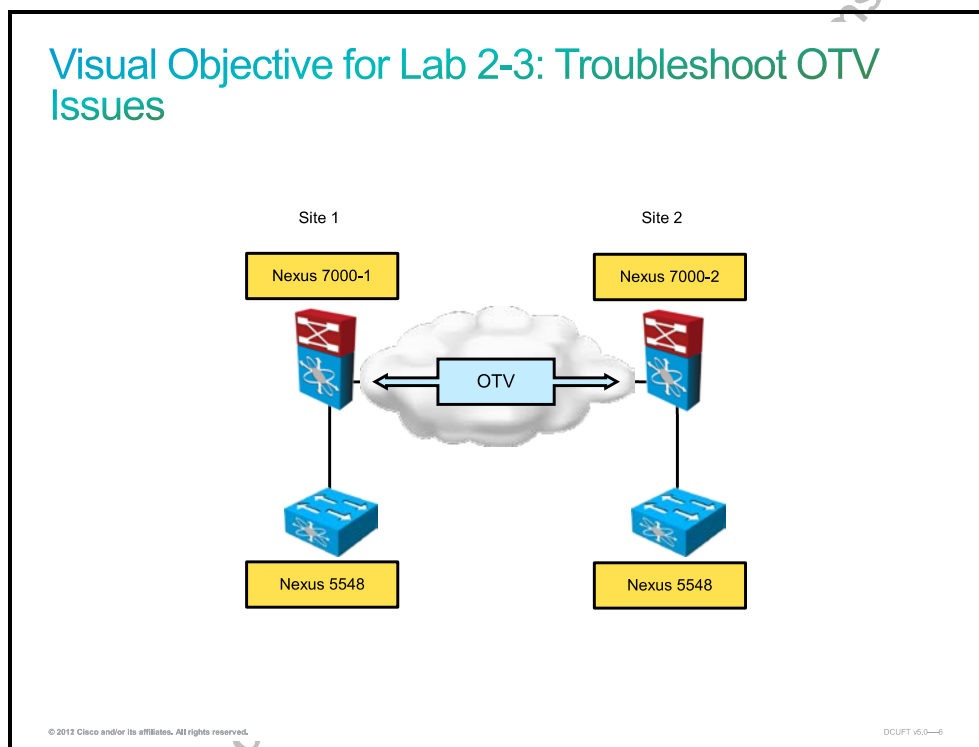 Visual Objective for Lab 2-3: Troubleshoot OTV
Issues
Site 1
Site 2
Nexus 7000-1
Nexus 7000-2
OTV
Nexus 5548
Nexus 5548
© 2012 Cisco and/or its affiliates. All rights reserved.
DCUFT v5.0—6